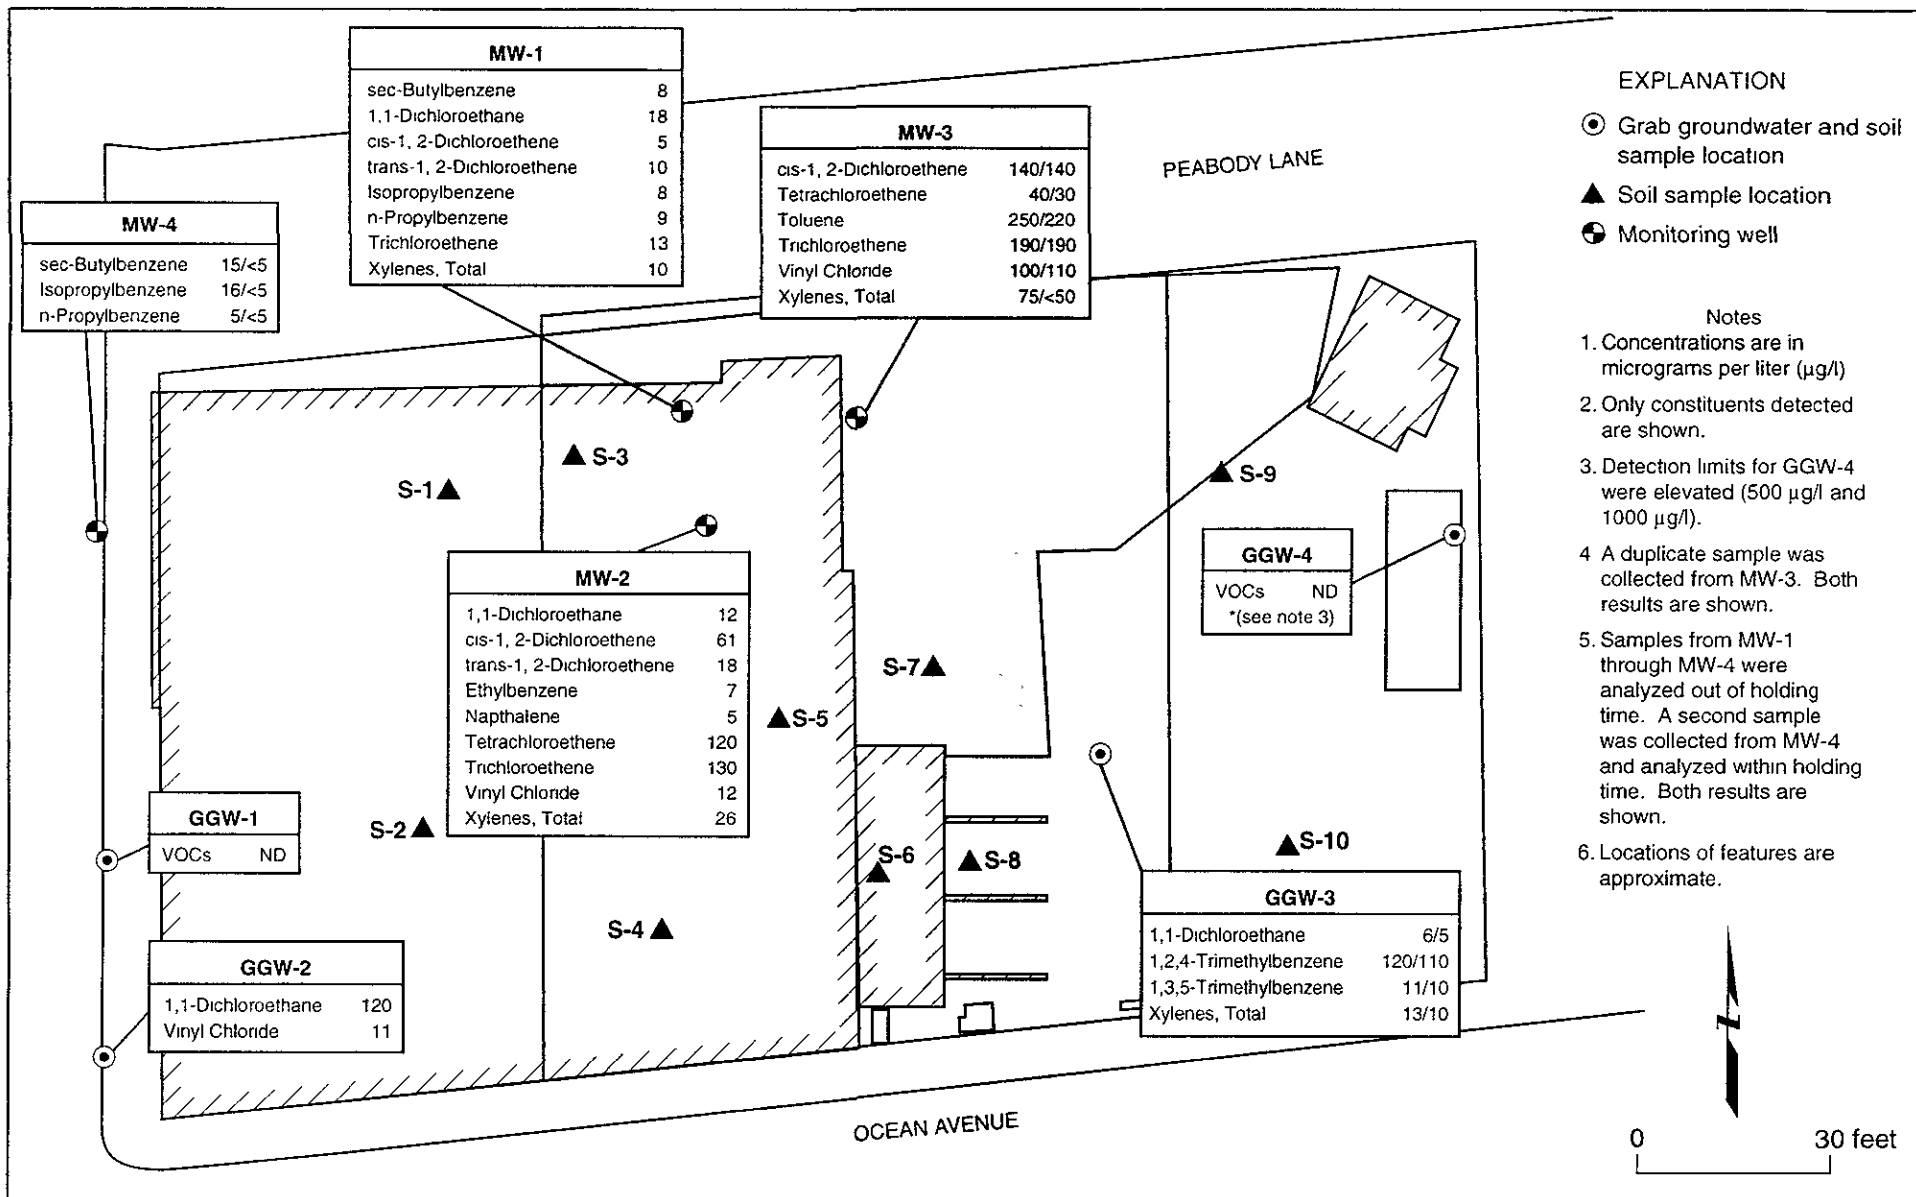 MW-1
sec-Butylbenzene 8
1,1-Dichloroethane 18
cis-1, 2-Dichloroethene 5
trans-1, 2-Dichloroethene 10
Isopropylbenzene 8
n-Propylbenzene 9
Trichloroethene 13
Xylenes, Total 10
MW-3
cis-1, 2-Dichloroethene 140/140
Tetrachloroethene 40/30
Toluene 250/220
Trichloroethene 190/190
Vinyl Chloride 100/110
Xylenes, Total 75/<50
MW-4
sec-Butylbenzene 15/<5
Isopropylbenzene 16/<5
n-Propylbenzene 5/<5
PEABODY LANE
EXPLANATION
Grab groundwater and soil
sample location
Soil sample location
Monitoring well
Notes
1. Concentrations are in
micrograms per liter (µg/l)
2. Only constituents detected
are shown.
3. Detection limits for GGW-4
were elevated (500 µg/l and
1000 µg/l).
4 A duplicate sample was
collected from MW-3. Both
results are shown.
5. Samples from MW-1
through MW-4 were
analyzed out of holding
time. A second sample
was collected from MW-4
and analyzed within holding
time. Both results are
shown.
6. Locations of features are
approximate.
S-3
S-1
S-9
MW-2
1,1-Dichloroethane 12
cis-1, 2-Dichloroethene 61
trans-1, 2-Dichloroethene 18
Ethylbenzene 7
Napthalene 5
Tetrachloroethene 120
Trichloroethene 130
Vinyl Chloride 12
Xylenes, Total 26
GGW-4
VOCs ND
*(see note 3)
S-7
S-5
GGW-1
VOCs ND
S-2
S-6
S-8
S-10
S-4
GGW-3
1,1-Dichloroethane 6/5
1,2,4-Trimethylbenzene 120/110
1,3,5-Trimethylbenzene 11/10
Xylenes, Total 13/10
GGW-2
1,1-Dichloroethane 120
Vinyl Chloride 11
OCEAN AVENUE
N
0 30 feet